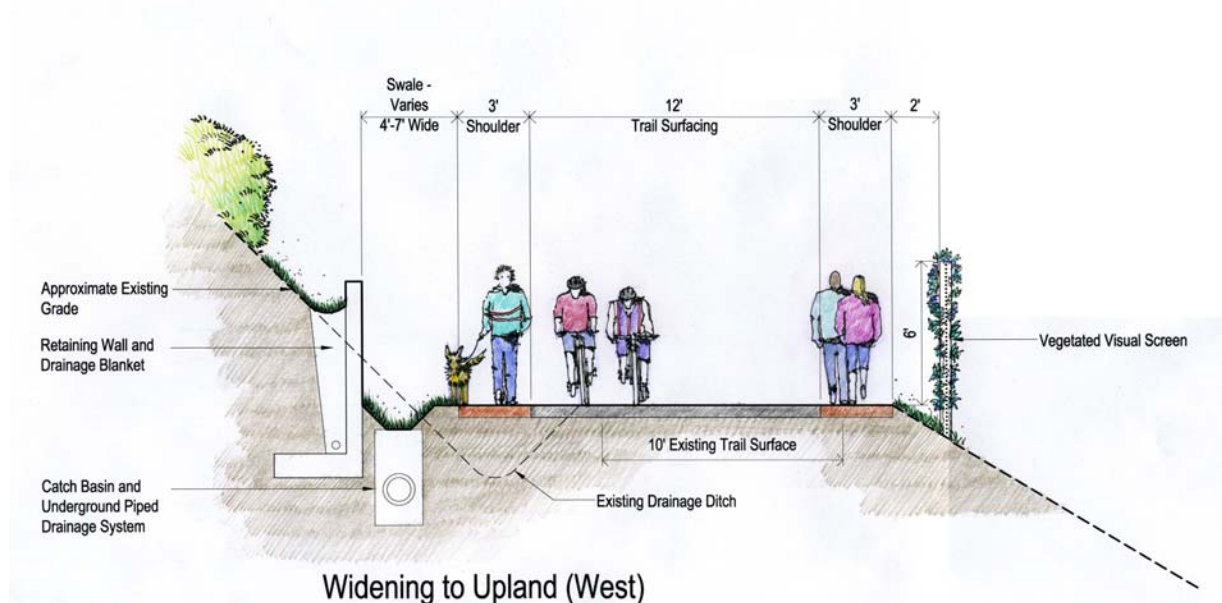 Swale -
Varies
4'-7' Wide
3'
Shoulder
12'
Trail Surfacing
3'
Shoulder
2'
Approximate Existing
Grade
Retaining Wall and
Drainage Blanket
6'
Vegetated Visual Screen
10' Existing Trail Surface
Catch Basin and
Underground Piped
Drainage System
Existing Drainage Ditch
Widening to Upland (West)